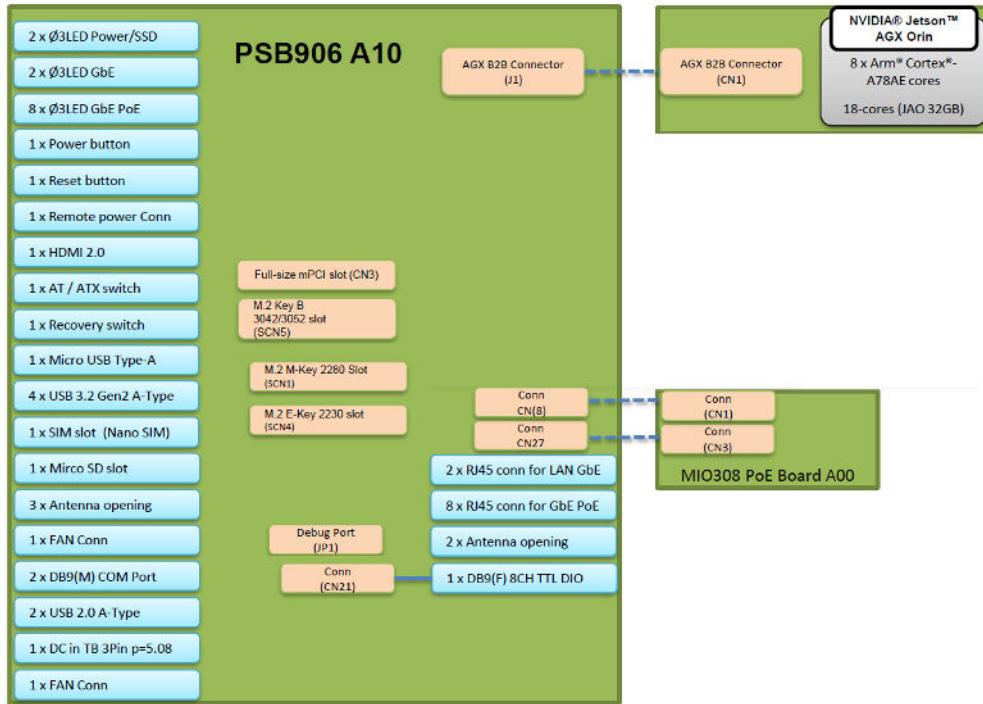 PSB906 A10
2 x Ø3LED Power/SSD
2 x Ø3LED GbE
8 x Ø3LED GbE PoE
1 x Power button
1 x Reset button
1 x Remote power Conn
1 x HDMI 2.0
1 x AT / ATX switch
1 x Recovery switch
1 x Micro USB Type-A
4 x USB 3.2 Gen2 A-Type
1 x SIM slot (Nano SIM)
1 x Mirco SD slot
3 x Antenna opening
1 x FAN Conn
2 x DB9(M) COM Port
2 x USB 2.0 A-Type
1 x DC in TB 3Pin p=5.08
1 x FAN Conn
Full-size mPCI slot (CN3)
M.2 Key B
3042/3052 slot
(SCN5)
M.2 M-Key 2280 Slot
(SCN1)
M.2 E-Key 2230 slot
(SCN4)
Debug Port
(JP1)
Conn
(CN21)
AGX B2B Connector
(J1)
Conn
CN(8)
Conn
CN27
2 x RJ45 conn for LAN GbE
8 x RJ45 conn for GbE PoE
2 x Antenna opening
1 x DB9(F) 8CH TTL DIO
AGX B2B Connector
(CN1)
NVIDIA® Jetson™
AGX Orin
8 x Arm® Cortex®-
A78AE cores
18-cores (JAO 32GB)
Conn
(CN1)
Conn
(CN3)
MIO308 PoE Board A00